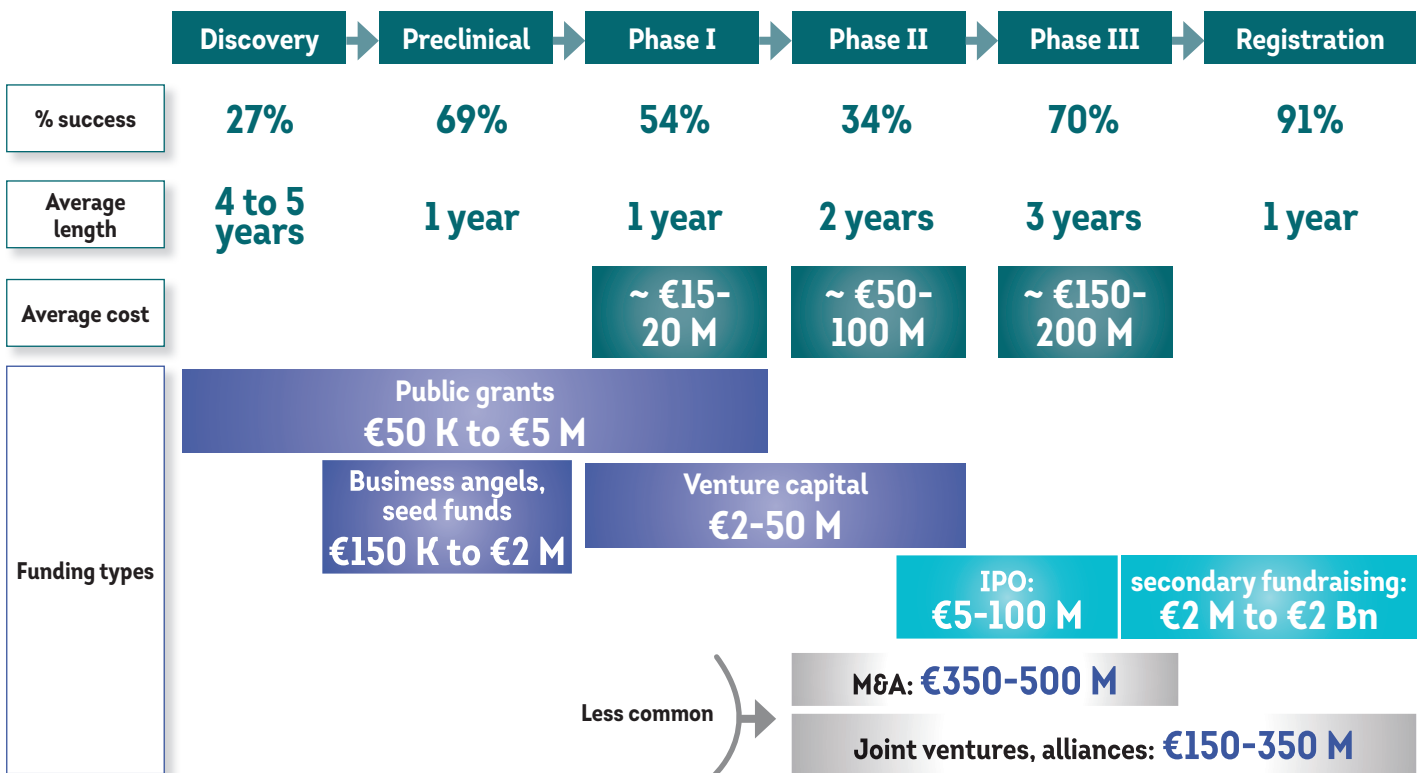 Discovery
Preclinical
Phase I
Phase II
Phase III
Registration
% success
27%
69%
54%
34%
70%
91%
Average
length
4 to 5
years
1 year
1 year
2 years
3 years
1 year
Average cost
~ €15-
20 M
~ €50-
100 M
~ €150-
200 M
Funding types
Public grants
€50 K to €5 M
Business angels,
seed funds
€150 K to €2 M
Venture capital
€2-50 M
IPO:
€5-100 M
secondary fundraising:
€2 M to €2 Bn
Less common
M&A: €350-500 M
Joint ventures, alliances: €150-350 M